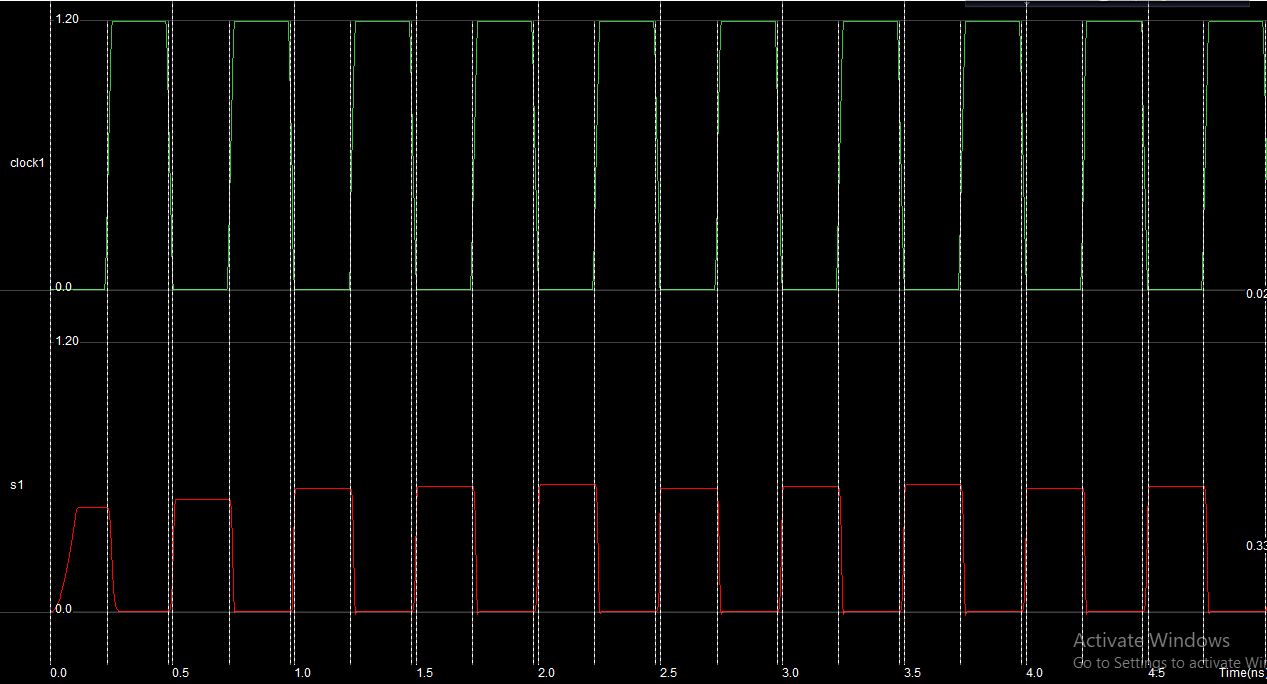 1.20
clock1
0.0
0.02
1.20
s1
0.33
0.0
Activate Windows
Go to Settings to activate Wi
0.0 0.5 1.0 1.5 2.0 2.5 3.0 3.5 4.0 4.5 Time(ns